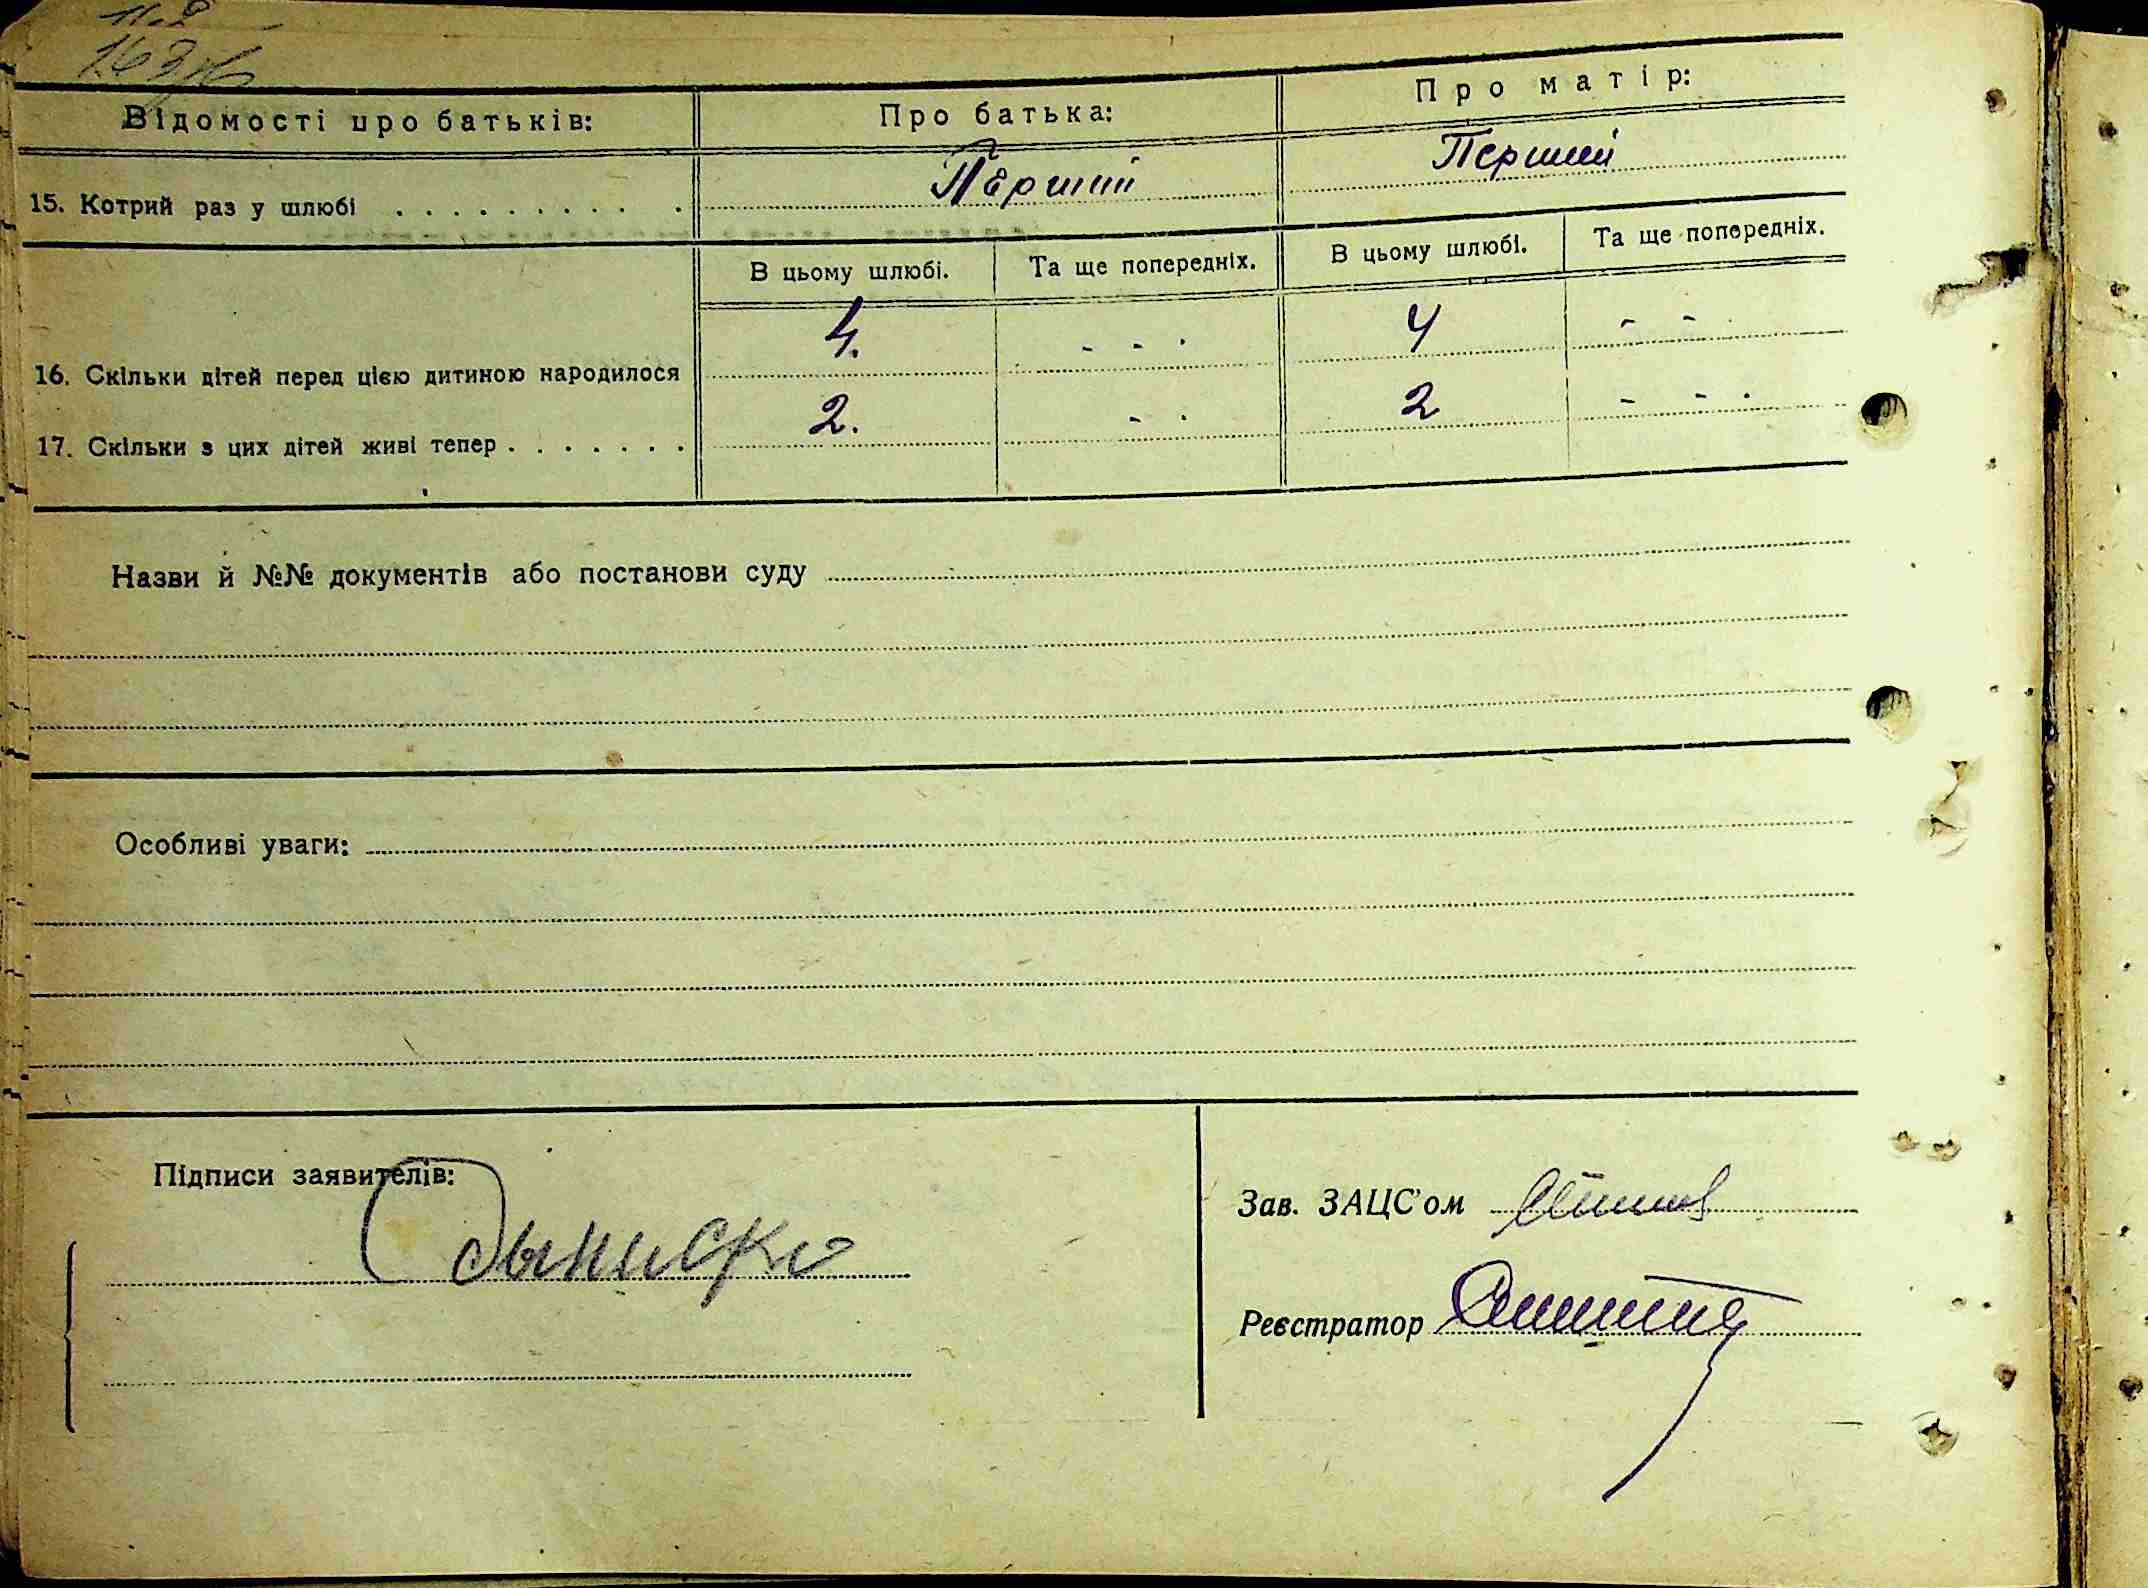 163
Відомості про батьків: Про батька: Про матір:
15. Котрий раз у шлюбі . . . . . . . . . . . Перший Перший
В цьому шлюбі. Та ще попередніх. В цьому шлюбі. Та ще попередніх.
16. Скільки дітей перед цією дитиною народилося 4. - - . 4 - -
17. Скільки з цих дітей живі тепер . . . . . . . 2. - . 2 - - .
Назви й №№ документів або постанови суду
Особливі уваги:
Підписи заявителів:
Зав. ЗАЦС'ом
Реєстратор